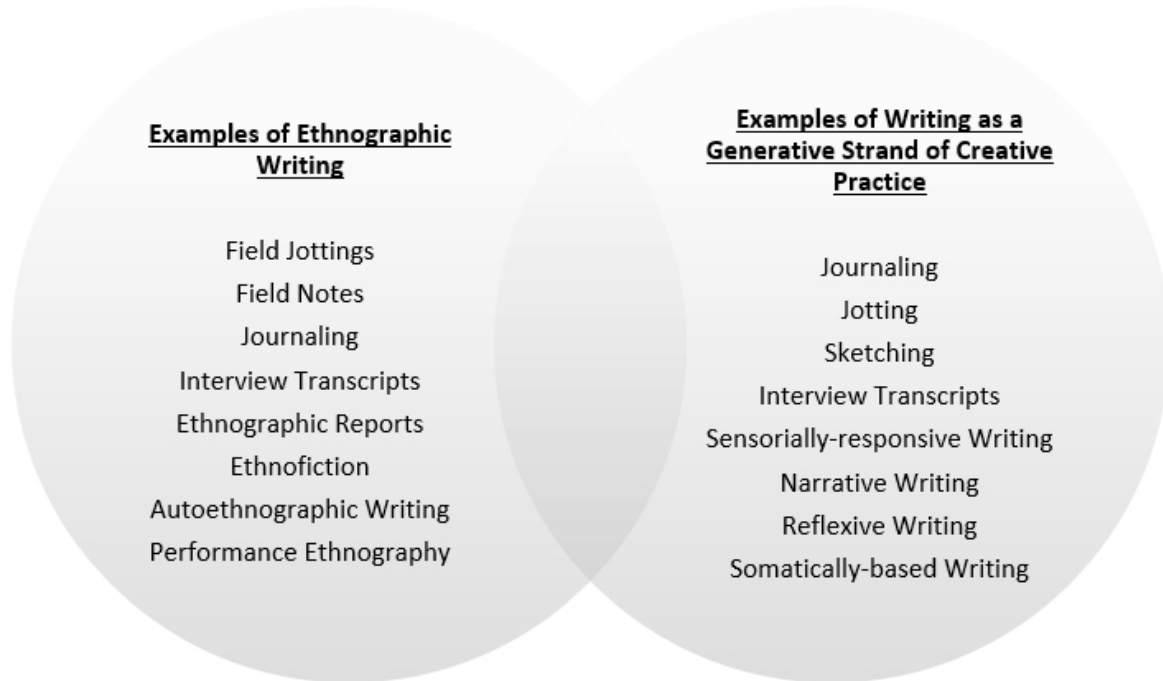 Examples of Ethnographic
Writing
Field Jottings
Field Notes
Journaling
Interview Transcripts
Ethnographic Reports
Ethnofiction
Autoethnographic Writing
Performance Ethnography
Examples of Writing as a
Generative Strand of Creative
Practice
Journaling
Jotting
Sketching
Interview Transcripts
Sensorially-responsive Writing
Narrative Writing
Reflexive Writing
Somatically-based Writing